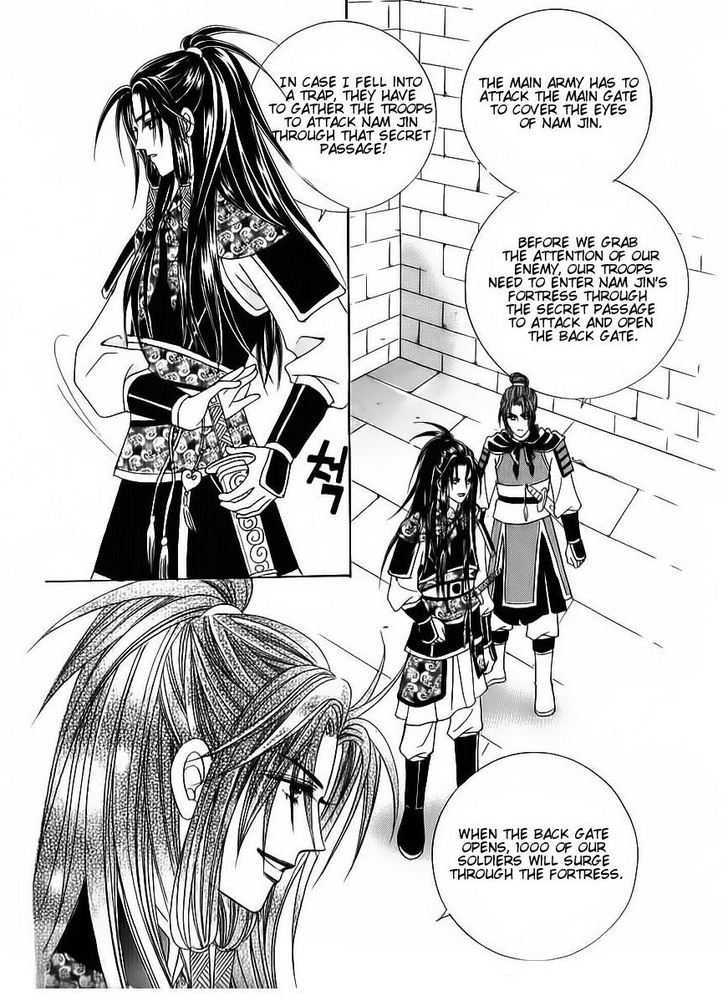 IN CASE I FELL INTO
A TRAP, THEY HAVE
TO GATHER THE TROOPS
TO ATTACK NAM JIN
THROUGH THAT SECRET
PASSAGE!
THE MAIN ARMY HAS TO
ATTACK THE MAIN GATE
TO COVER THE EYES
OF NAM JIN.
BEFORE WE GRAB
THE ATTENTION OF OUR
ENEMY, OUR TROOPS
NEED TO ENTER NAM JIN'S
FORTRESS THROUGH
THE SECRET PASSAGE
TO ATTACK AND OPEN
THE BACK GATE.
척
WHEN THE BACK GATE
OPENS, 1000 OF OUR
SOLDIERS WILL SURGE
THROUGH THE FORTRESS.